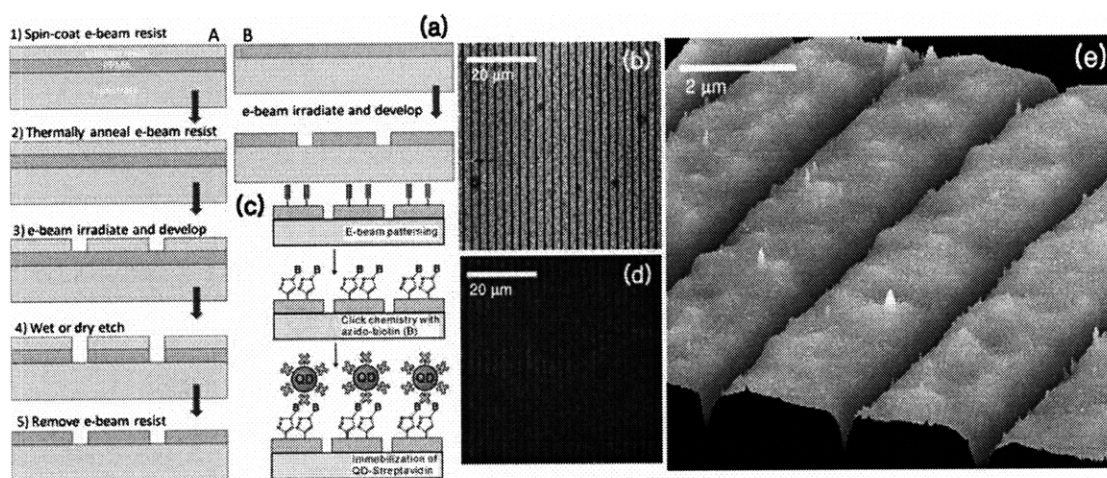 (a)
1) Spin-coat e-beam resist
A
B
2) Thermally anneal e-beam resist
3) e-beam irradiate and develop
4) Wet or dry etch
5) Remove e-beam resist
e-beam irradiate and develop
(c)
E-beam patterning
B B B B B B
Click chemistry with
azido-biotin (B)
QD QD QD
B B B B B B
Immobilization of
QD-Streptavidin
20 μm
(b)
20 μm
(d)
2 μm
(e)